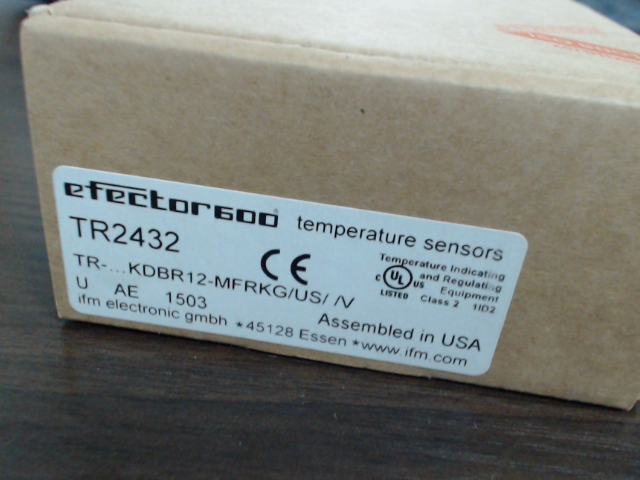 efector600 temperature sensors
TR2432
CE
Temperature Indicating
and Regulating
Equipment
C UL US
LISTED Class 2 1ID2
TR-...KDBR12-MFRKG/US/ /V
U AE 1503
Assembled in USA
ifm electronic gmbh *45128 Essen *www.ifm.com